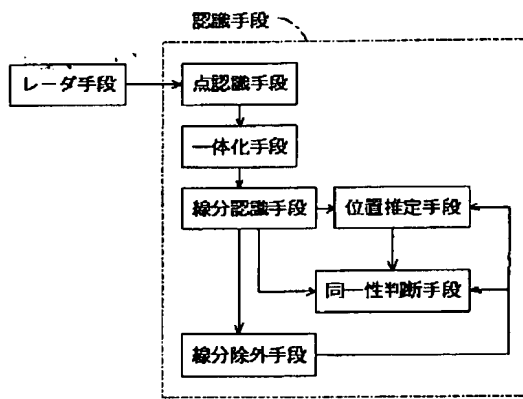 認識手段
レーダ手段
点認識手段
一体化手段
線分認識手段
位置推定手段
同一性判断手段
線分除外手段